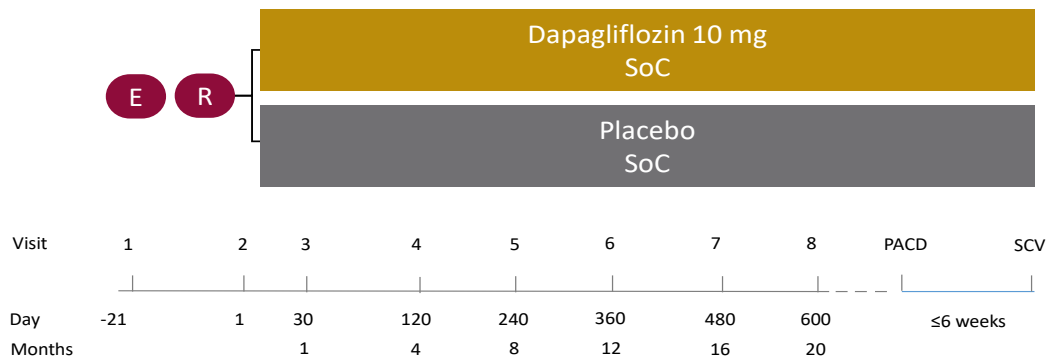 Dapagliflozin 10 mg
SoC
E R
Placebo
SoC
Visit 1 2 3 4 5 6 7 8 PACD SCV
Day -21 1 30 120 240 360 480 600 ≤6 weeks
Months 1 4 8 12 16 20